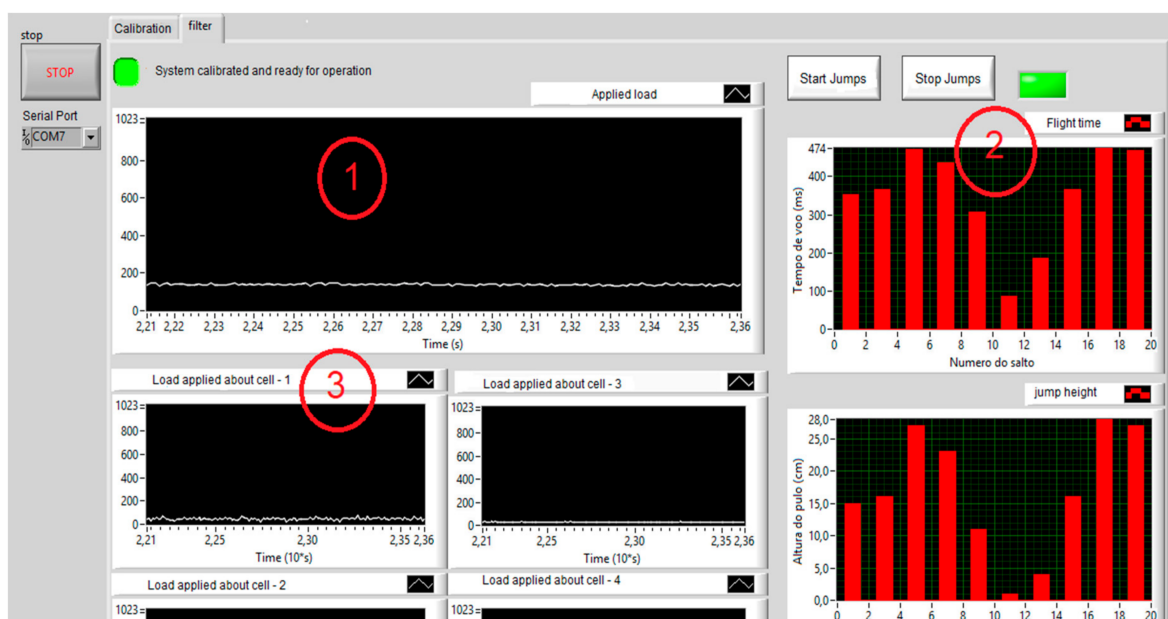 stop
STOP
Serial Port
COM7
Calibration
filter
System calibrated and ready for operation
Applied load
1023
800
600
400
200
0
2,21 2,22 2,23 2,24 2,25 2,26 2,27 2,28 2,29 2,30 2,31 2,32 2,33 2,34 2,35 2,36
Time (s)
1
Start Jumps
Stop Jumps
Flight time
2
474
400
300
200
100
0
Tempo de voo (ms)
0 2 4 6 8 10 12 14 16 18 20
Numero do salto
Load applied about cell - 1
3
1023
800
600
400
200
0
2,21 2,25 2,30 2,35 2,36
Time (10*s)
Load applied about cell - 3
1023
800
600
400
200
0
2,21 2,25 2,30 2,35 2,36
Time (10*s)
jump height
28,0
25,0
20,0
15,0
10,0
5,0
0,0
Altura do pulo (cm)
0 2 4 6 8 10 12 14 16 18 20
Load applied about cell - 2
1023
Load applied about cell - 4
1023